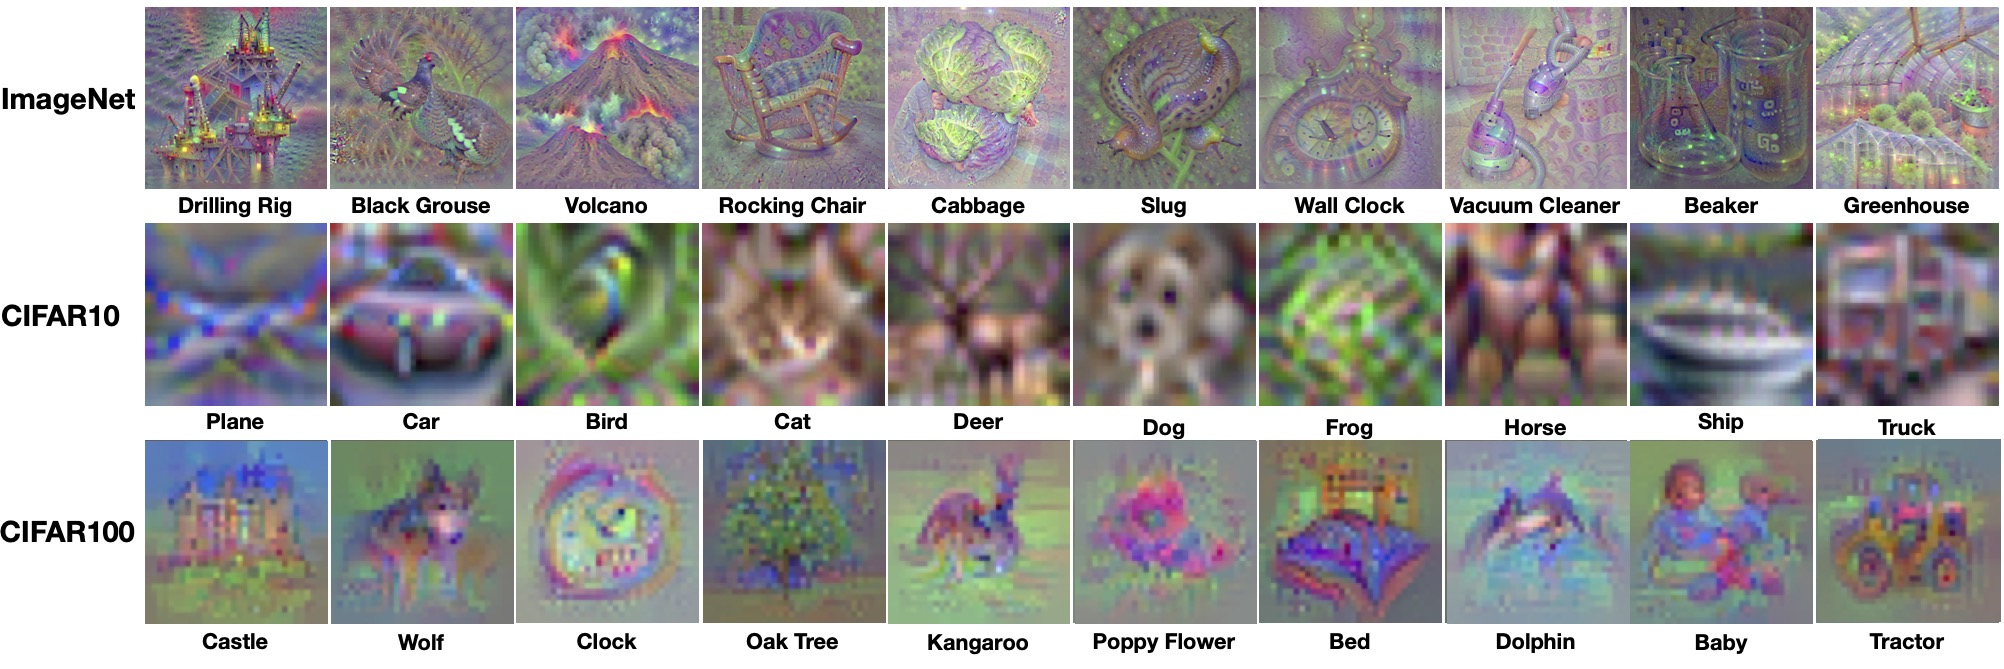 ImageNet
Drilling Rig Black Grouse Volcano Rocking Chair Cabbage Slug Wall Clock Vacuum Cleaner Beaker Greenhouse
CIFAR10
Plane Car Bird Cat Deer Dog Frog Horse Ship Truck
CIFAR100
Castle Wolf Clock Oak Tree Kangaroo Poppy Flower Bed Dolphin Baby Tractor